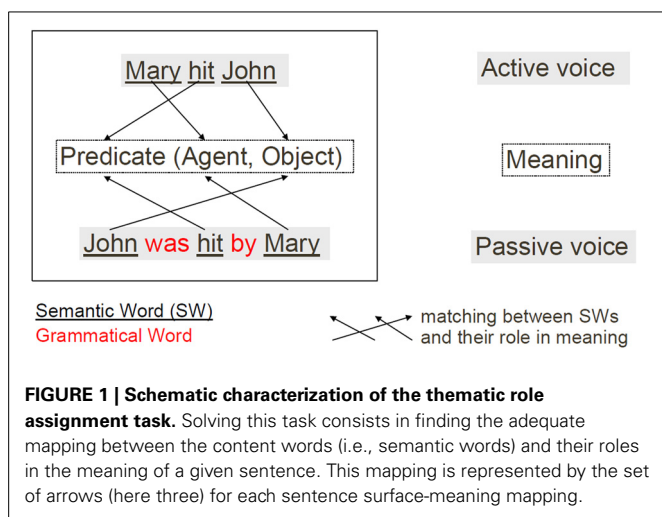 Mary hit John
Active voice
Predicate (Agent, Object)
Meaning
John was hit by Mary
Passive voice
Semantic Word (SW)
Grammatical Word
matching between SWs
and their role in meaning
FIGURE 1 | Schematic characterization of the thematic role
assignment task. Solving this task consists in finding the adequate
mapping between the content words (i.e., semantic words) and their roles
in the meaning of a given sentence. This mapping is represented by the set
of arrows (here three) for each sentence surface-meaning mapping.